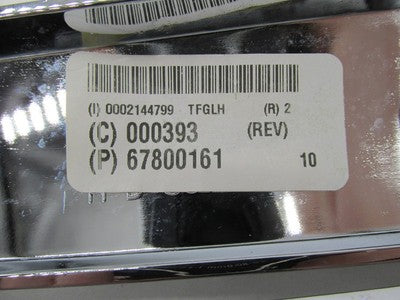 (I) 0002144799 TFGLH (R) 2
(C) 000393 (REV)
(P) 67800161 10